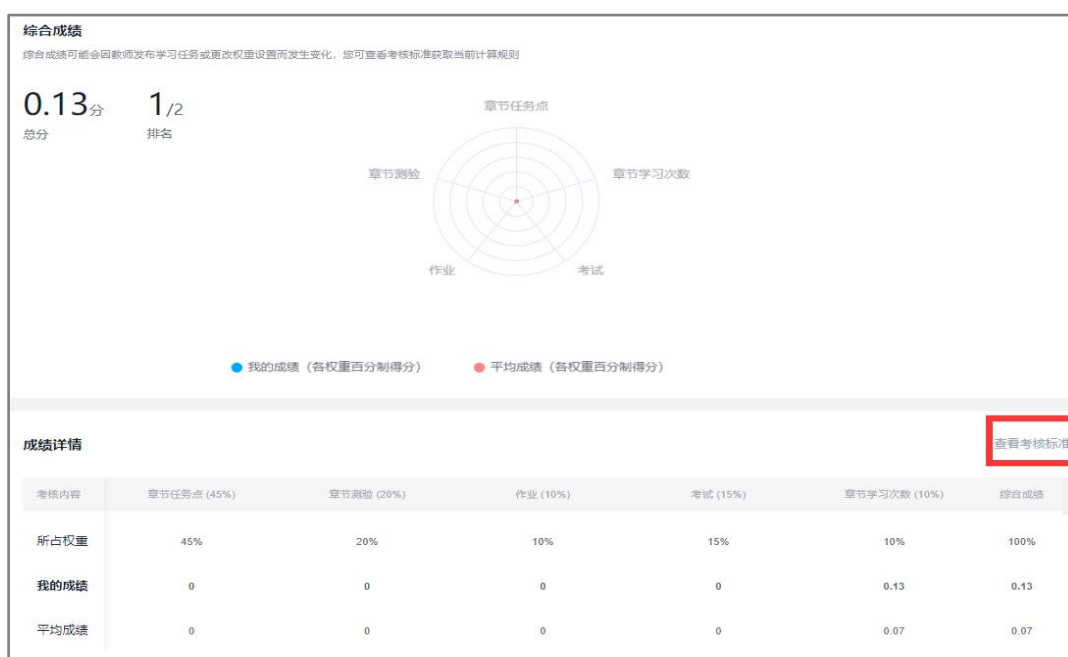 综合成绩
综合成绩可能会因教师发布学习任务或更改权重设置而发生变化，您可查看考核标准获取当前计算规则
0.13分 1/2
总分 排名
章节任务点
章节测验 章节学习次数
作业 考试
我的成绩（各权重百分制得分） 平均成绩（各权重百分制得分）
成绩详情 查看考核标准
考核内容 章节任务点 (45%) 章节测验 (20%) 作业 (10%) 考试 (15%) 章节学习次数 (10%) 综合成绩
所占权重 45% 20% 10% 15% 10% 100%
我的成绩 0 0 0 0 0.13 0.13
平均成绩 0 0 0 0 0.07 0.07